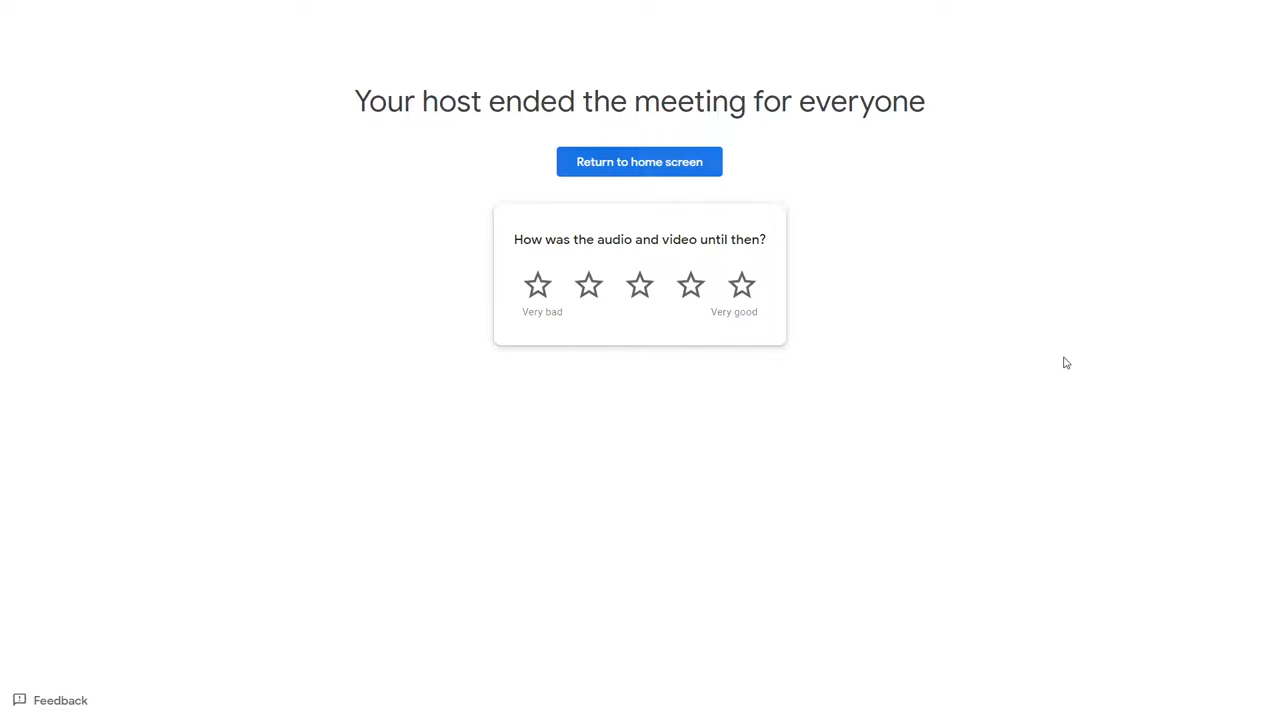 Your host ended the meeting for everyone
Return to home screen
How was the audio and video until then?
Very bad
Very good
Feedback